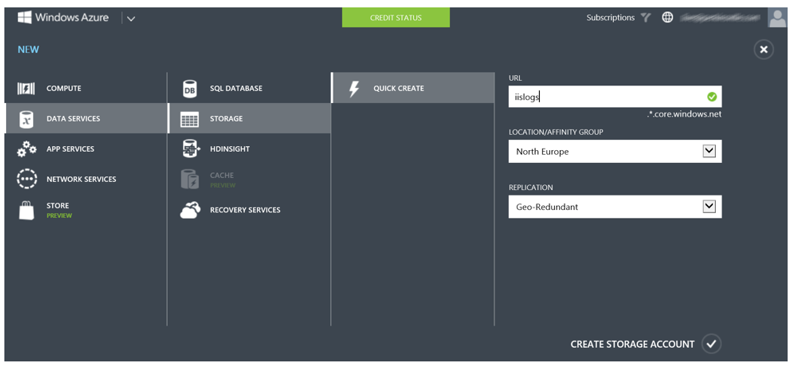 Windows Azure
CREDIT STATUS
Subscriptions
NEW
COMPUTE
DATA SERVICES
APP SERVICES
NETWORK SERVICES
STORE
PREVIEW
SQL DATABASE
STORAGE
HDINSIGHT
CACHE
PREVIEW
RECOVERY SERVICES
QUICK CREATE
URL
iislogs
.*.core.windows.net
LOCATION/AFFINITY GROUP
North Europe
REPLICATION
Geo-Redundant
CREATE STORAGE ACCOUNT